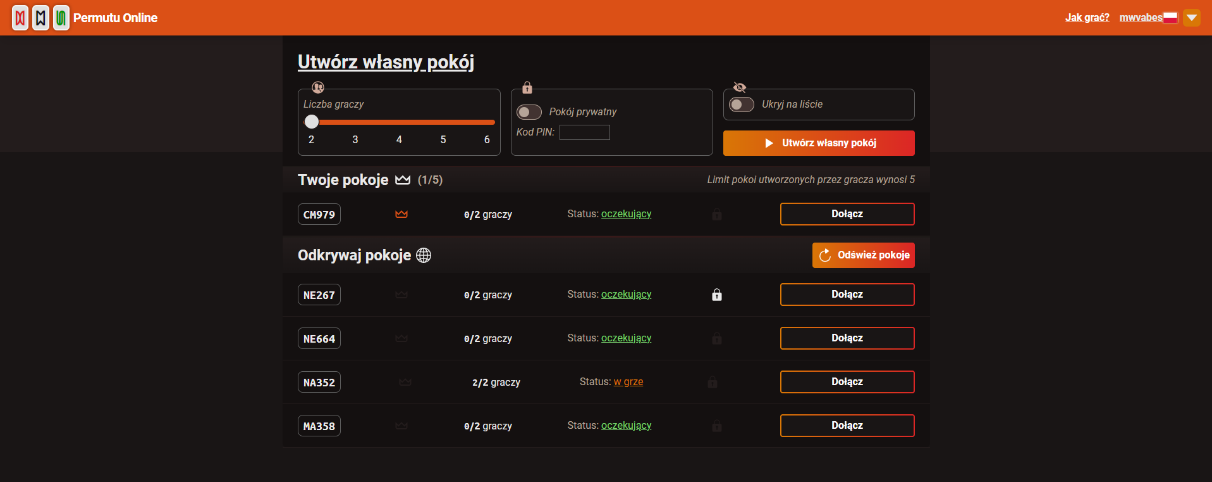 Permutu Online
Jak grać? mwvabes
Utwórz własny pokój
Liczba graczy
2 3 4 5 6
Pokój prywatny
Kod PIN:
Ukryj na liście
Utwórz własny pokój
Twoje pokoje (1/5) Limit pokoi utworzonych przez gracza wynosi 5
CM979 0/2 graczy Status: oczekujący Dołącz
Odkrywaj pokoje Odśwież pokoje
NE267 0/2 graczy Status: oczekujący Dołącz
NE664 0/2 graczy Status: oczekujący Dołącz
NA352 2/2 graczy Status: w grze Dołącz
MA358 0/2 graczy Status: oczekujący Dołącz